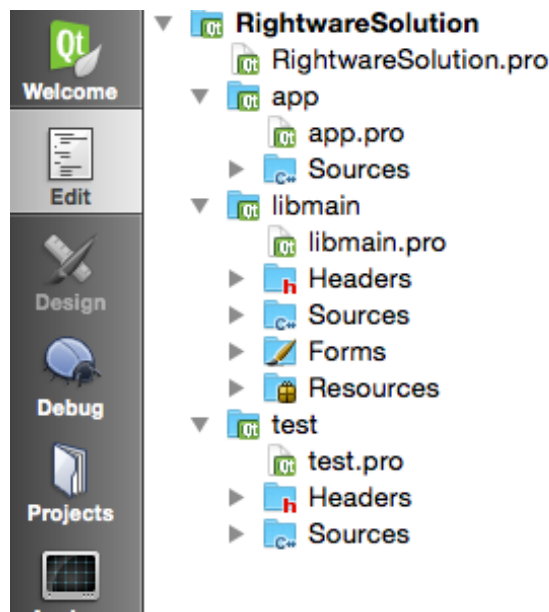 Welcome
Edit
Design
Debug
Projects
RightwareSolution
RightwareSolution.pro
app
app.pro
Sources
libmain
libmain.pro
Headers
Sources
Forms
Resources
test
test.pro
Headers
Sources